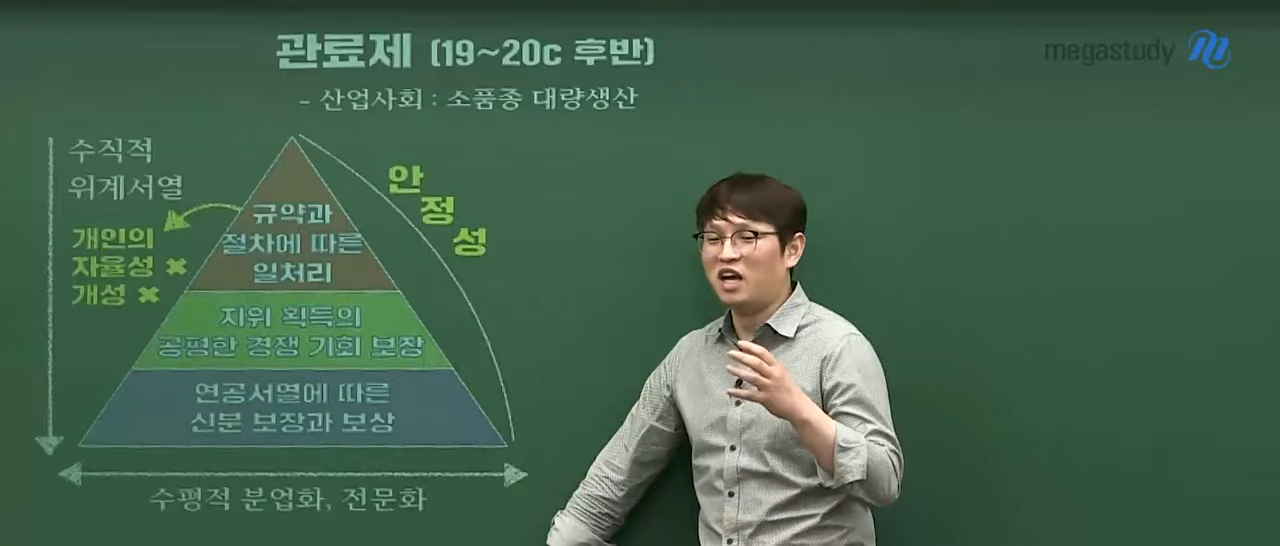 관료제 (19~20c 후반)
megastudy
- 산업사회 : 소품종 대량생산
수직적
위계서열
안정성
규약과
절차에 따른
일처리
개인의
자율성 ✖
개성 ✖
지위 획득의
공평한 경쟁 기회 보장
연공서열에 따른
신분 보장과 보상
수평적 분업화, 전문화